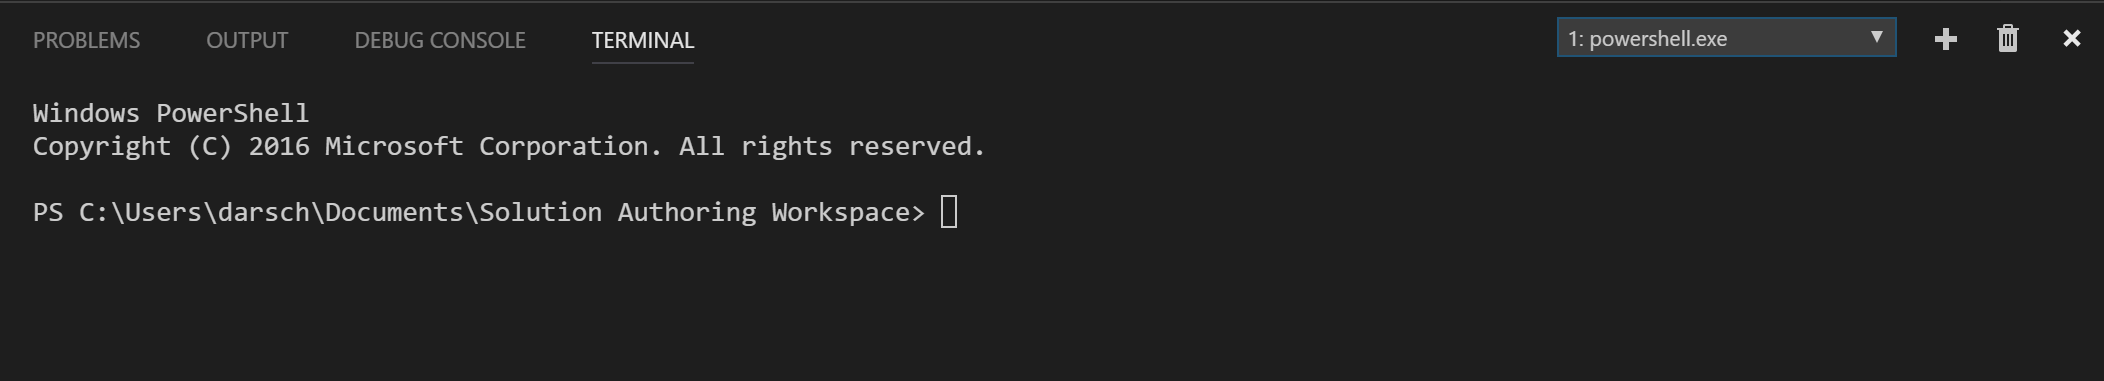 PROBLEMS OUTPUT DEBUG CONSOLE TERMINAL 1: powershell.exe
Windows PowerShell
Copyright (C) 2016 Microsoft Corporation. All rights reserved.
PS C:\Users\darsch\Documents\Solution Authoring Workspace>